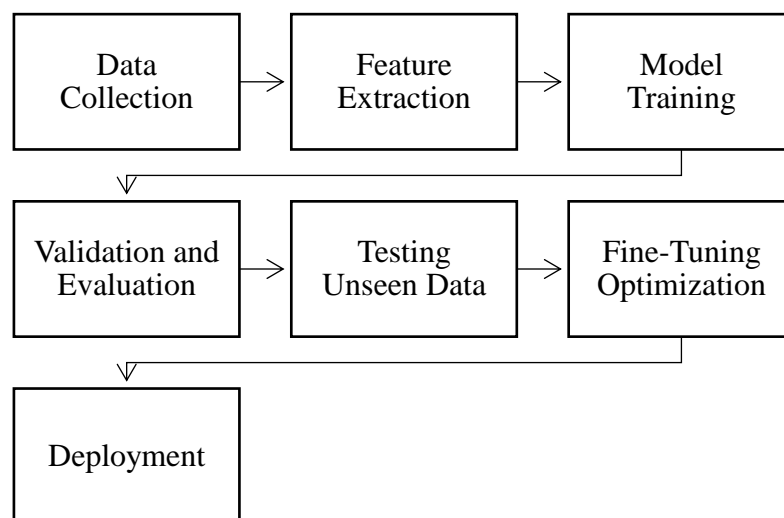 Data
Collection
Feature
Extraction
Model
Training
Validation and
Evaluation
Testing
Unseen Data
Fine-Tuning
Optimization
Deployment